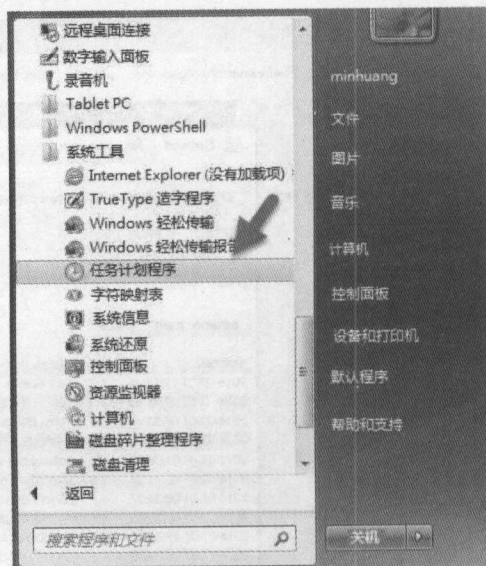 远程桌面连接
数字输入面板
录音机
Tablet PC
Windows PowerShell
系统工具
Internet Explorer (没有加载项)
TrueType 造字程序
Windows 轻松传输
Windows 轻松传输报告
任务计划程序
字符映射表
系统信息
系统还原
控制面板
资源监视器
计算机
磁盘碎片整理程序
磁盘清理
返回
搜索程序和文件
minhuang
文件
图片
音乐
计算机
控制面板
设备和打印机
默认程序
帮助和支持
关机